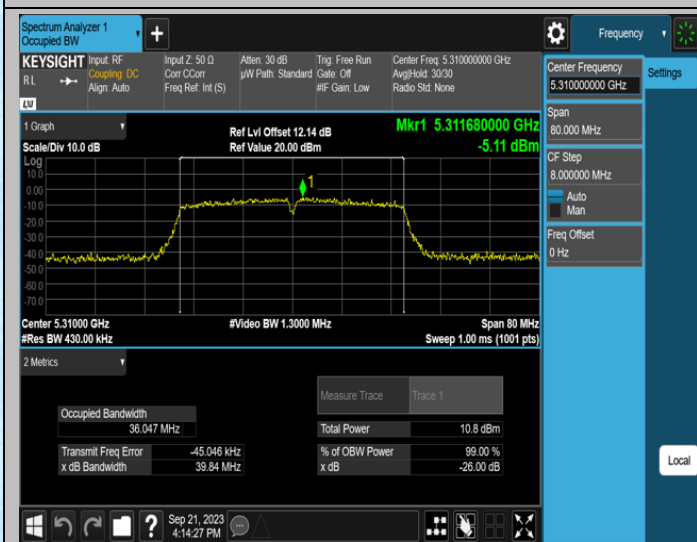 Spectrum Analyzer 1
Occupied BW
Frequency
KEYSIGHT
R L
LXI
Input: RF
Coupling: DC
Align: Auto
Input Z: 50 Ω
Corr CCorr
Freq Ref: Int (S)
Atten: 30 dB
µW Path: Standard
Trig: Free Run
Gate: Off
#IF Gain: Low
Center Freq: 5.310000000 GHz
Avg|Hold: 30/30
Radio Std: None
Center Frequency
5.310000000 GHz
Settings
Span
80.000 MHz
CF Step
8.000000 MHz
Auto
Man
Freq Offset
0 Hz
Local
1 Graph
Scale/Div 10.0 dB
Ref Lvl Offset 12.14 dB
Ref Value 20.00 dBm
Mkr1 5.311680000 GHz
-5.11 dBm
Log
10.0
0.00
-10.0
-20.0
-30.0
-40.0
-50.0
-60.0
-70.0
1
Center 5.31000 GHz
#Res BW 430.00 kHz
#Video BW 1.3000 MHz
Span 80 MHz
Sweep 1.00 ms (1001 pts)
2 Metrics
Measure Trace Trace 1
Occupied Bandwidth
36.047 MHz
Total Power 10.8 dBm
Transmit Freq Error -45.046 kHz
% of OBW Power 99.00 %
x dB Bandwidth 39.84 MHz
x dB -26.00 dB
?
Sep 21, 2023
4:14:27 PM